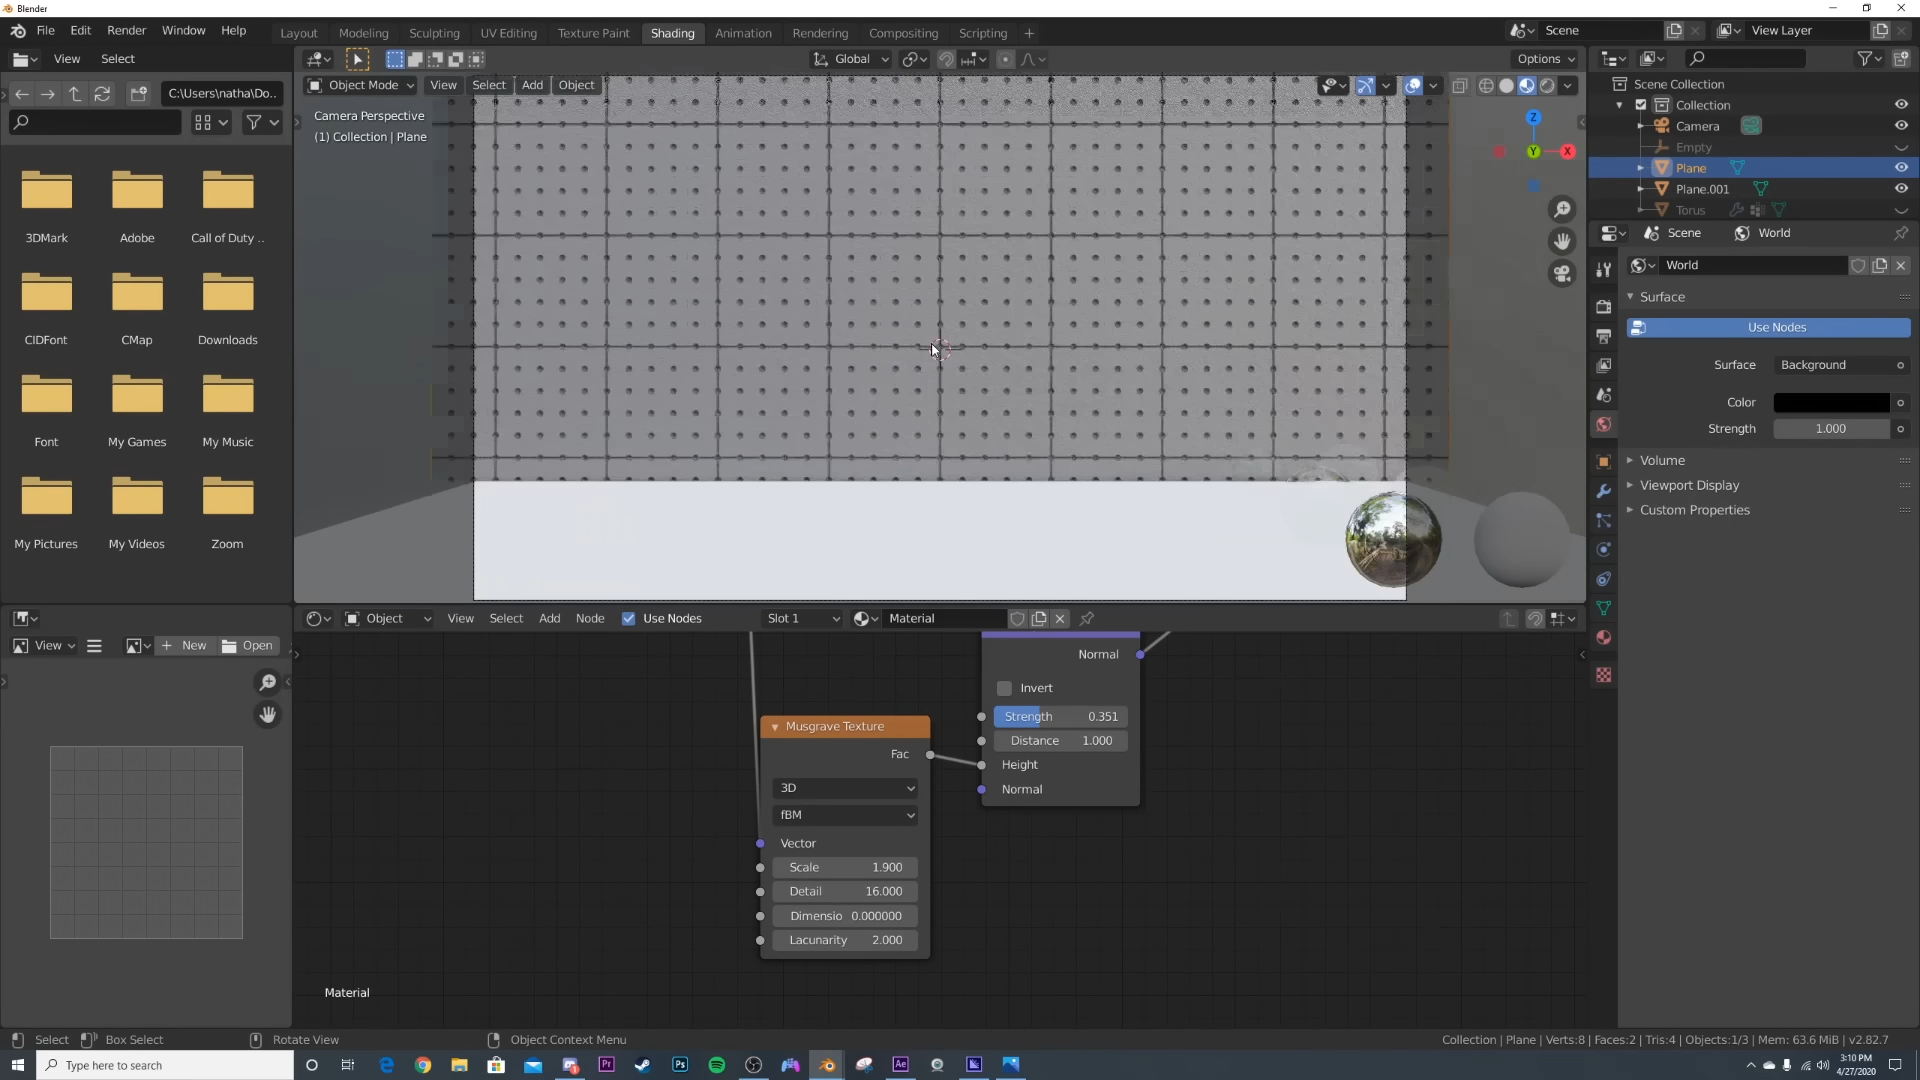 Blender
File Edit Render Window Help
Layout Modeling Sculpting UV Editing Texture Paint Shading Animation Rendering Compositing Scripting +
Scene
View Layer
View Select
Global
Options
C:\Users\natha\Do..
Object Mode View Select Add Object
Camera Perspective
(1) Collection | Plane
Z
Y
X
Scene Collection
Collection
Camera
Empty
Plane
Plane.001
Torus
Scene World
World
Surface
Use Nodes
Surface Background
Color
Strength 1.000
Volume
Viewport Display
Custom Properties
3DMark Adobe Call of Duty ..
CIDFont CMap Downloads
Font My Games My Music
My Pictures My Videos Zoom
View New Open
Object View Select Add Node Use Nodes Slot 1 Material
Normal
Invert
Strength 0.351
Distance 1.000
Height
Normal
Musgrave Texture
Fac
3D
fBM
Vector
Scale 1.900
Detail 16.000
Dimensio 0.000000
Lacunarity 2.000
Material
Select Box Select Rotate View Object Context Menu
Collection | Plane | Verts:8 | Faces:2 | Tris:4 | Objects:1/3 | Mem: 63.6 MiB | v2.82.7
Type here to search
Pr
Ps
Ae
3:10 PM
4/27/2020